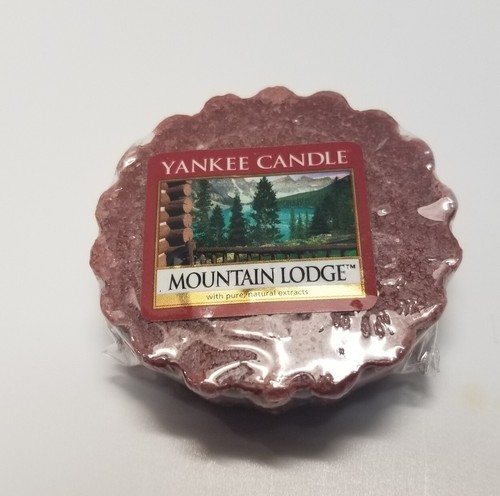 YANKEE CANDLE
MOUNTAIN LODGE™
with pure, natural extracts